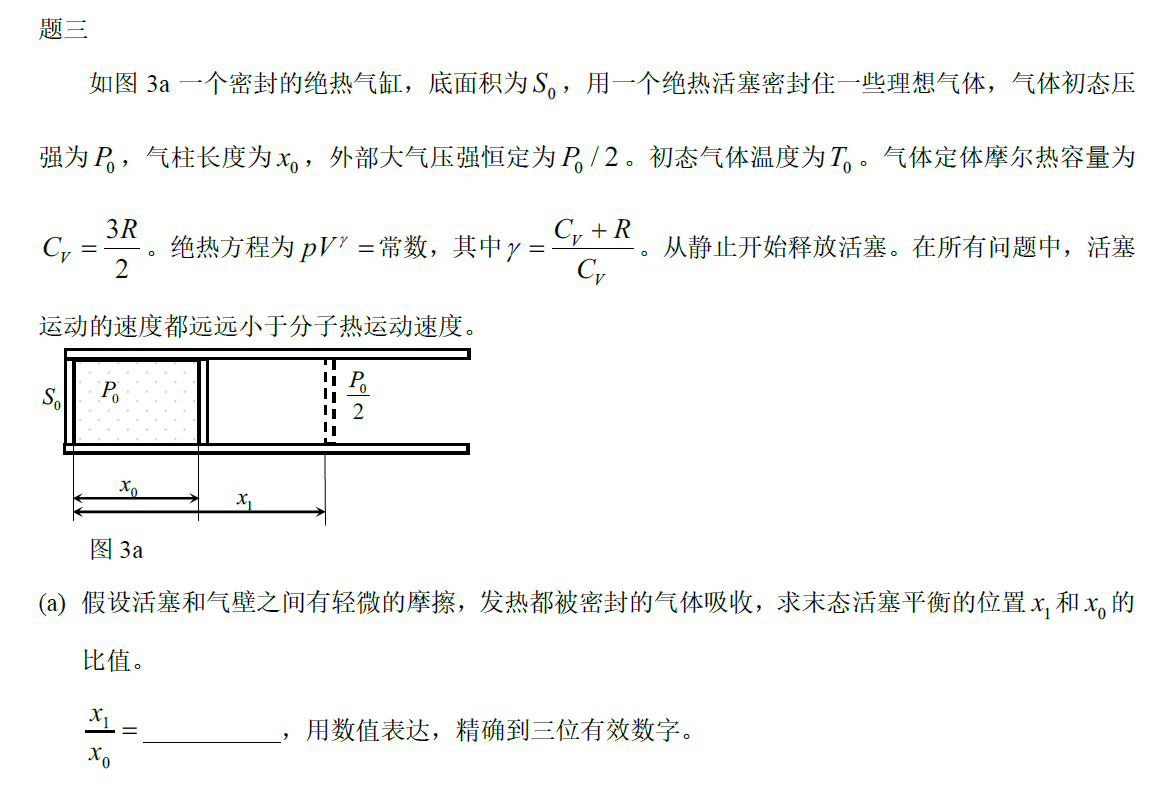 题三
如图 3a 一个密封的绝热气缸，底面积为 S₀，用一个绝热活塞密封住一些理想气体，气体初态压
强为 P₀，气柱长度为 x₀，外部大气压强恒定为 P₀ / 2。初态气体温度为 T₀。气体定体摩尔热容量为
C_V = 3R/2。绝热方程为 pV^γ = 常数，其中 γ = (C_V + R)/C_V。从静止开始释放活塞。在所有问题中，活塞
运动的速度都远远小于分子热运动速度。
S₀ P₀ P₀/2
x₀
x₁
图 3a
(a) 假设活塞和气壁之间有轻微的摩擦，发热都被密封的气体吸收，求末态活塞平衡的位置 x₁ 和 x₀ 的
比值。
x₁/x₀ = ___________，用数值表达，精确到三位有效数字。